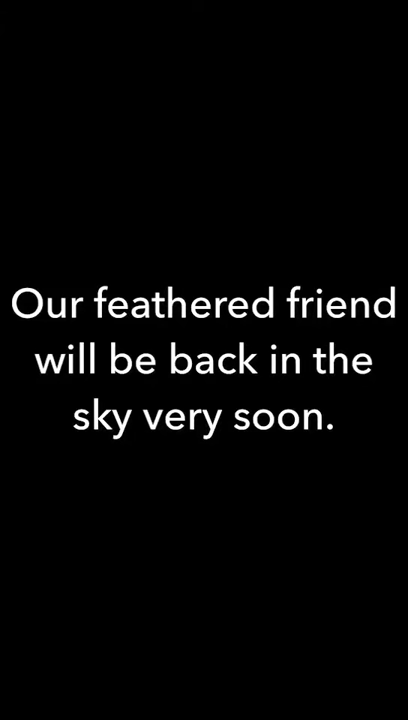 Our feathered friend
will be back in the
sky very soon.